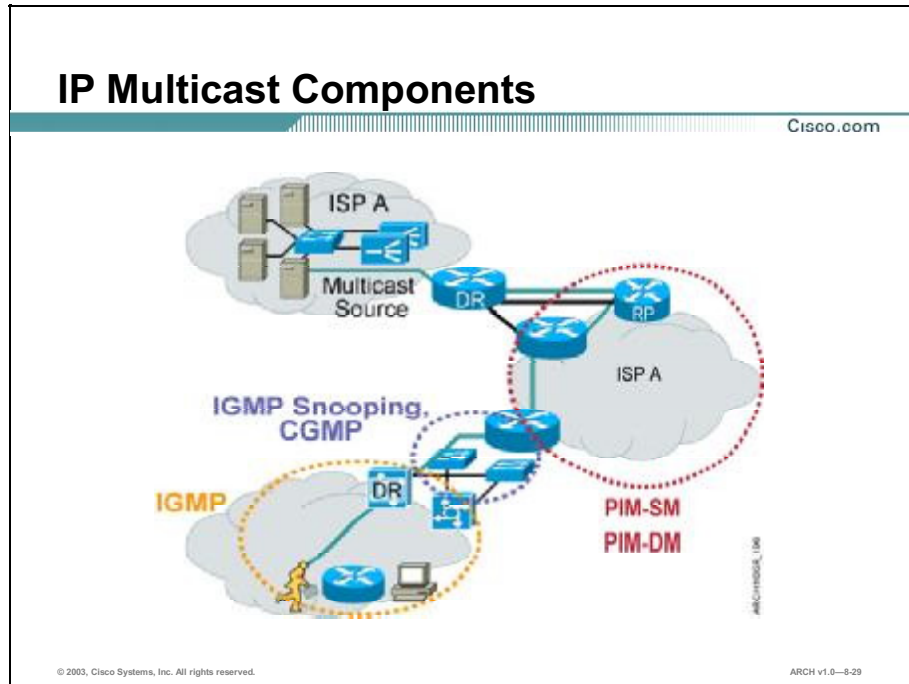 IP Multicast Components
Cisco.com
ISP A
Multicast
Source
DR
RP
ISP A
IGMP Snooping,
CGMP
DR
IGMP
PIM-SM
PIM-DM
© 2003, Cisco Systems, Inc. All rights reserved.
ARCH v1.0—8-29